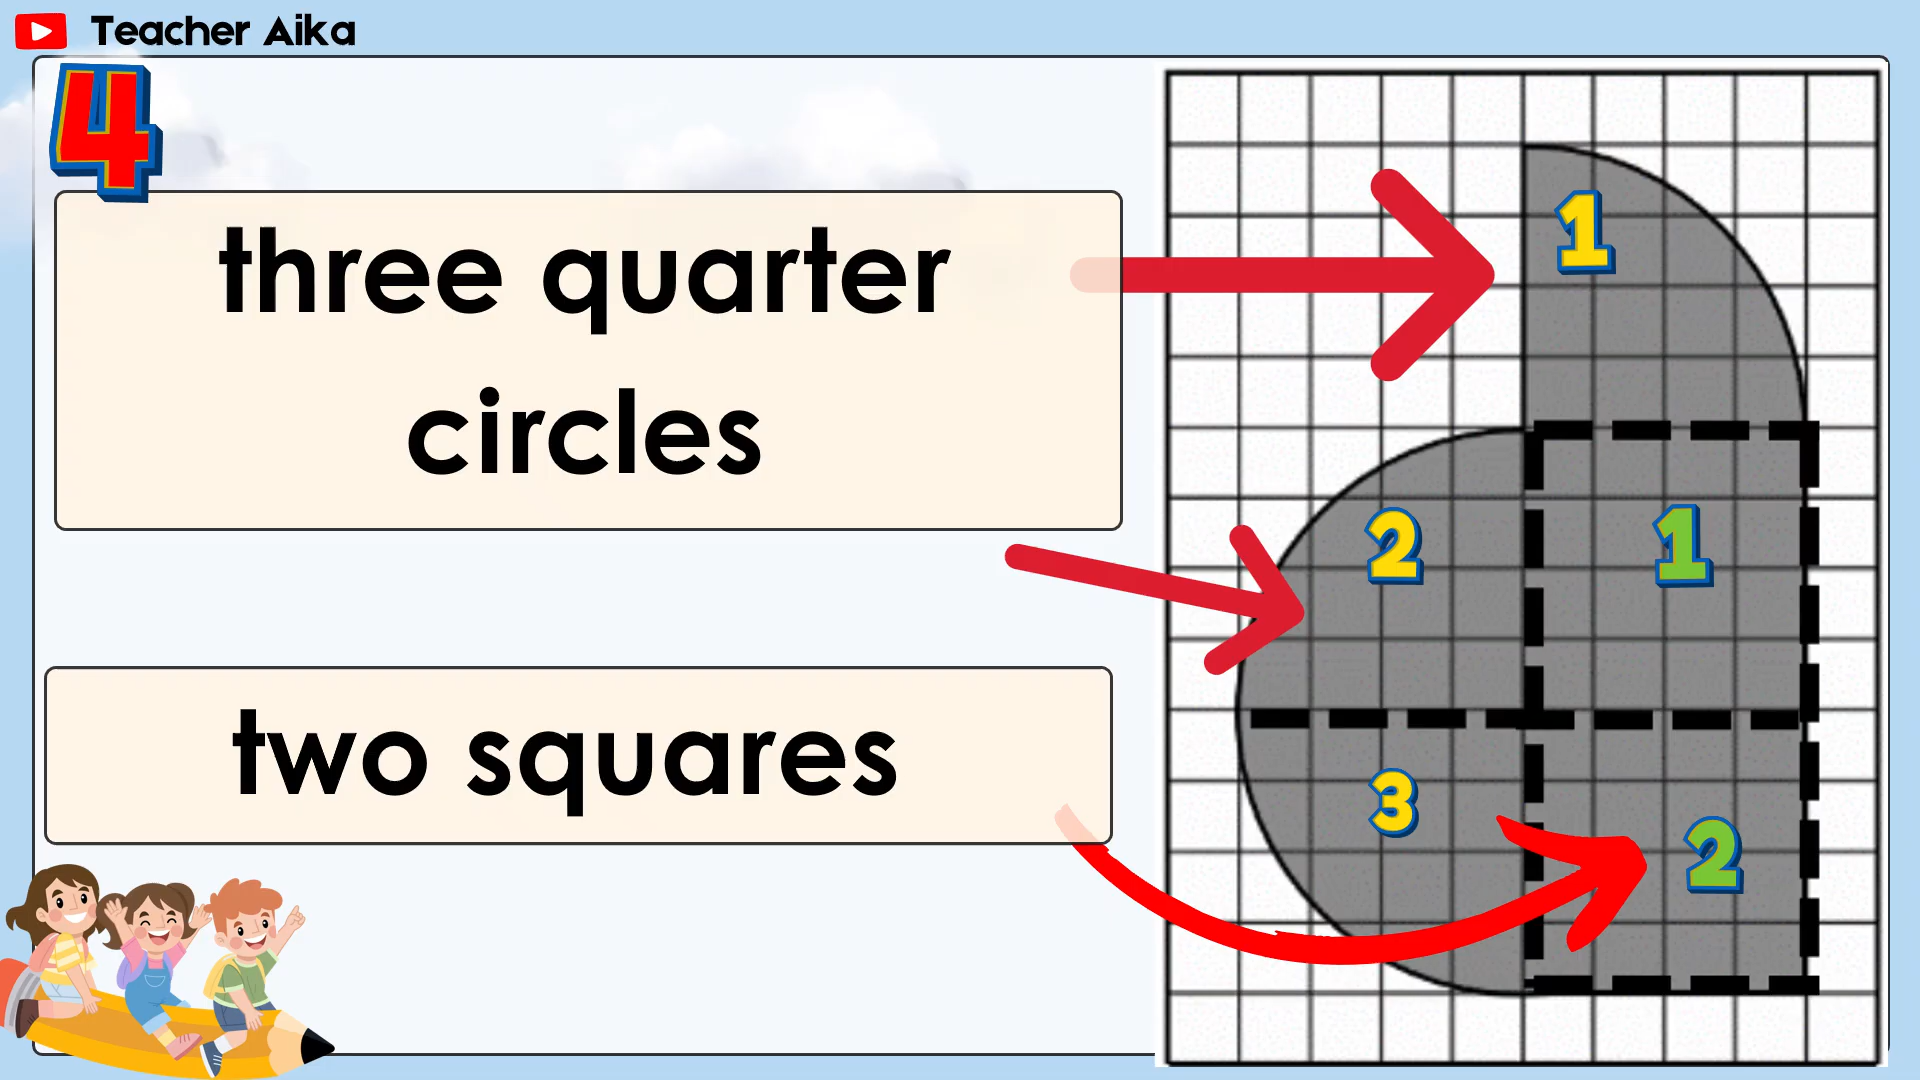 Teacher Aika
4
three quarter
circles
two squares
1
2
1
3
2